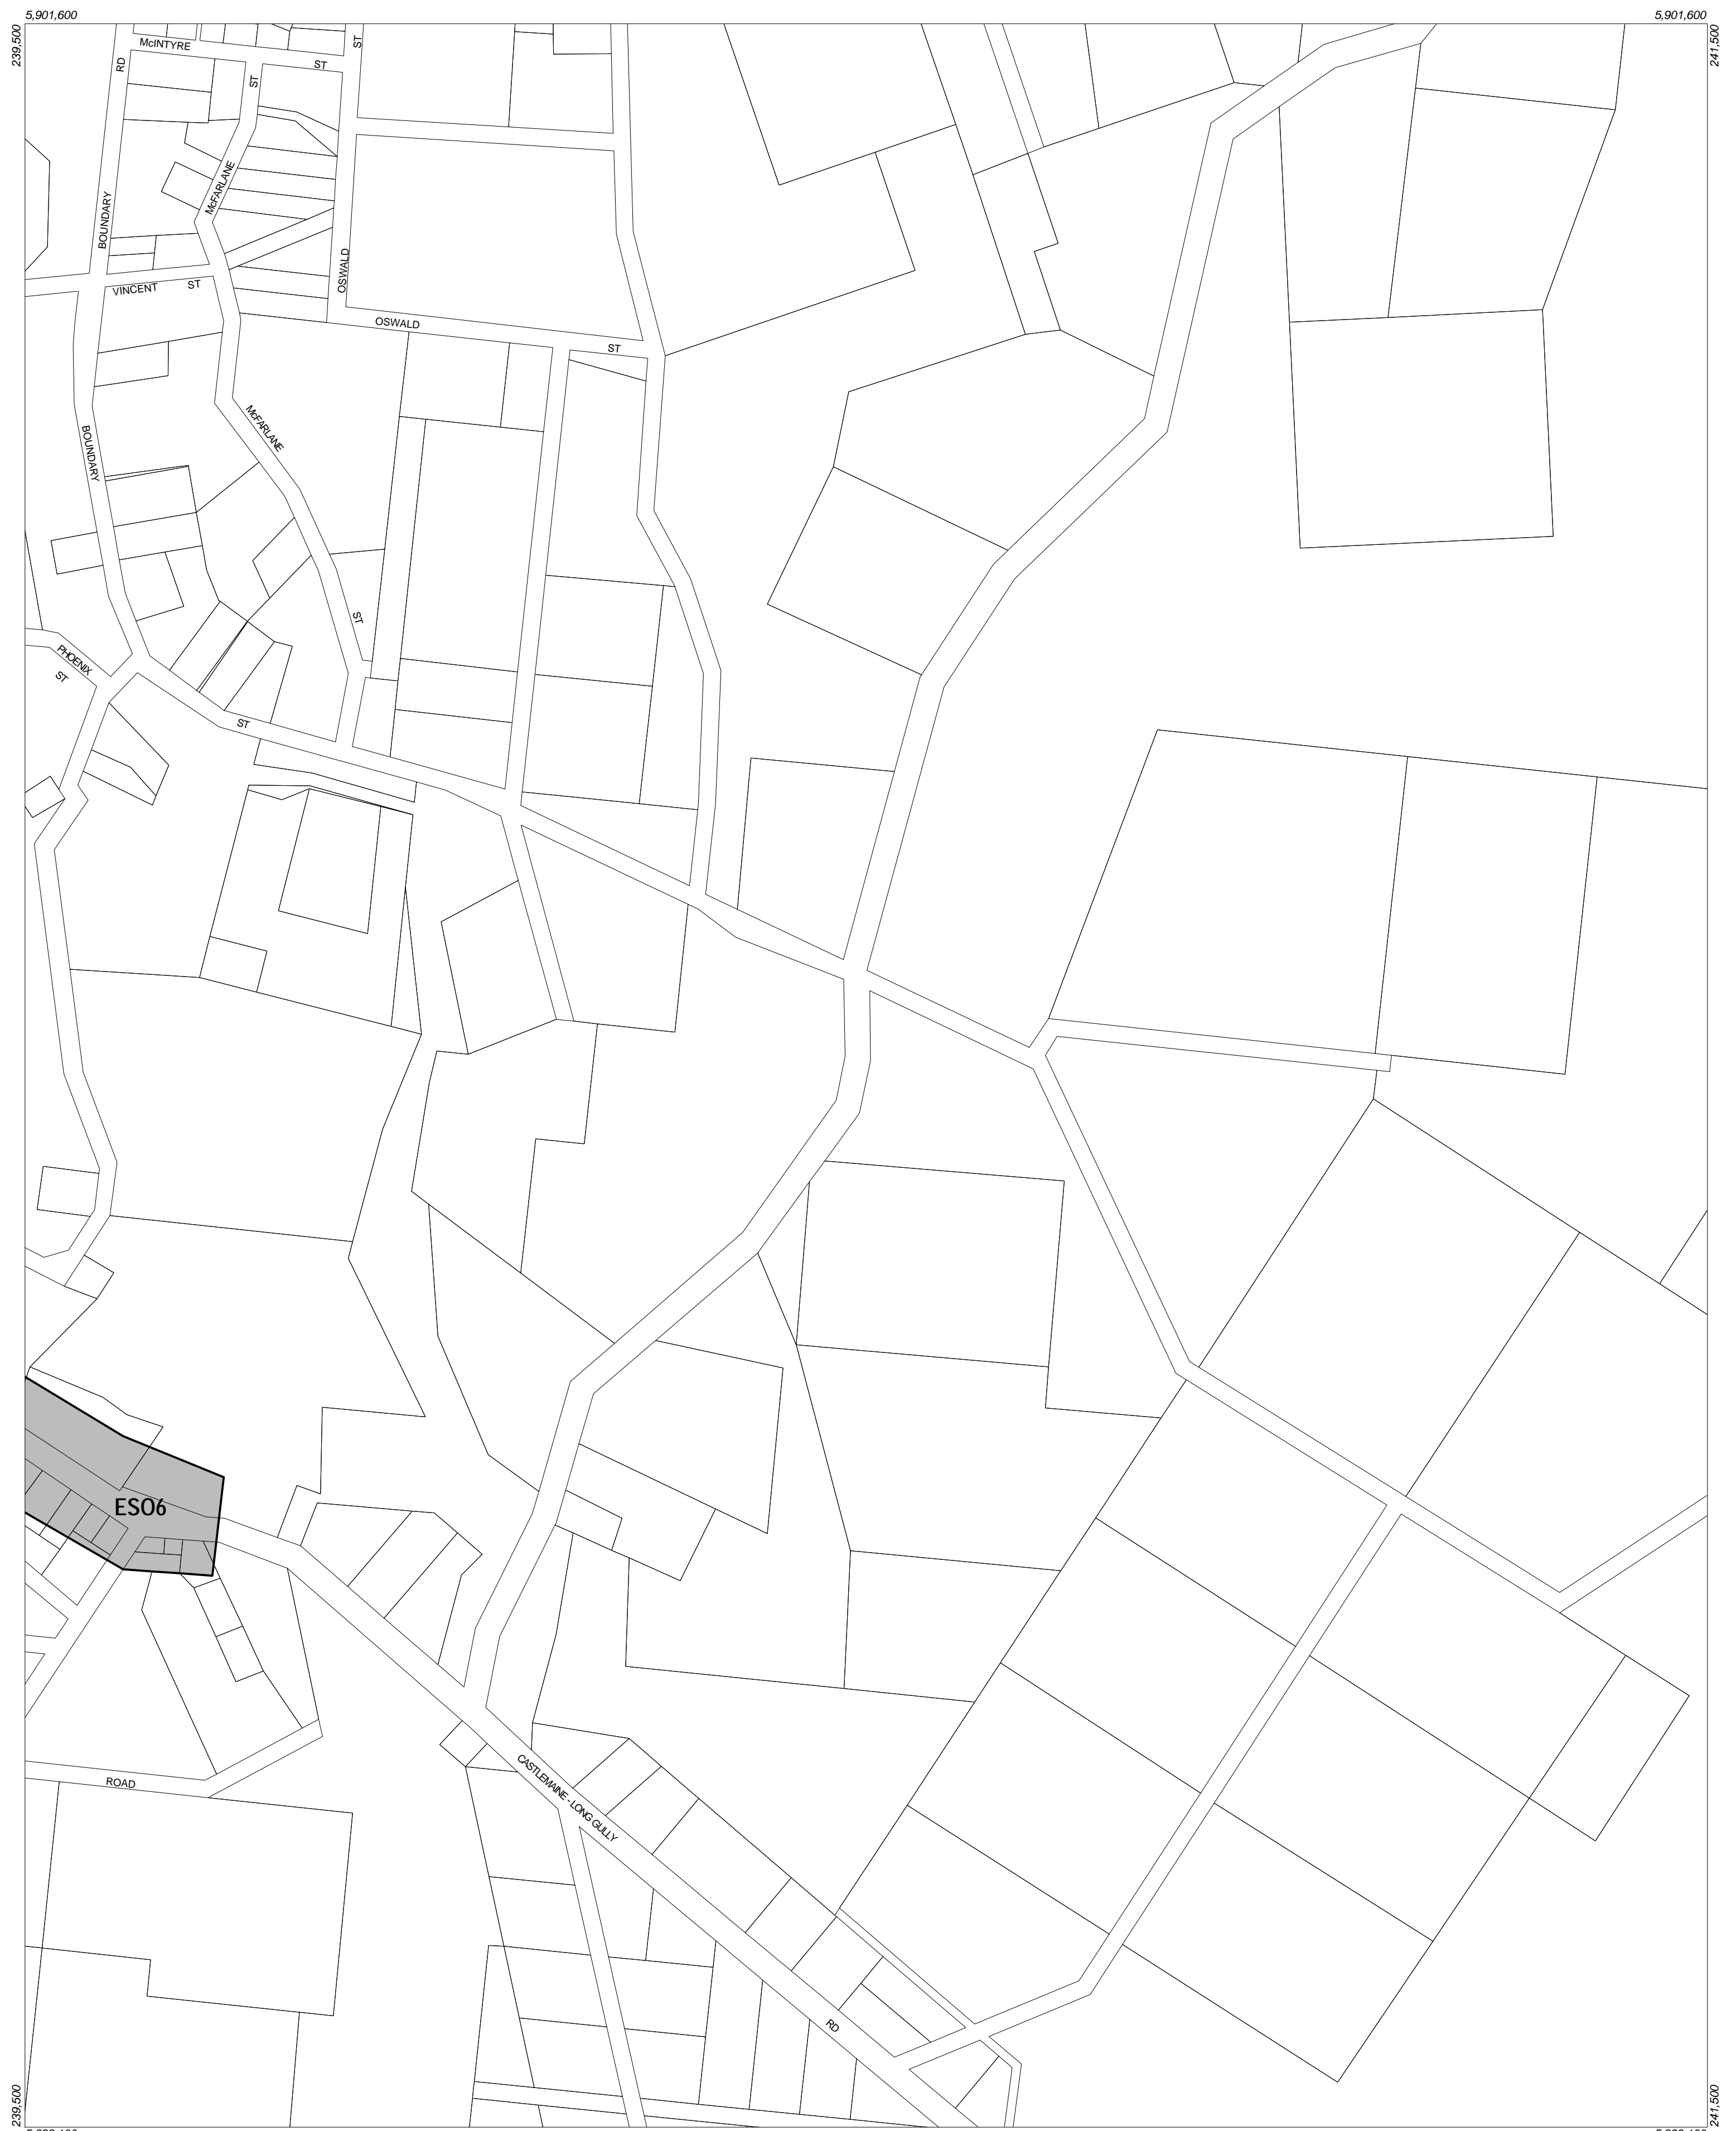 5,901,600
5,901,600
239,500
241,500
McINTYRE
ST
RD
ST
ST
McFARLANE
BOUNDARY
OSWALD
VINCENT
ST
OSWALD
ST
McFARLANE
BOUNDARY
ST
PHOENIX
ST
ST
ESO6
ROAD
CASTLEMAINE - LONG GULLY
RD
239,500
241,500